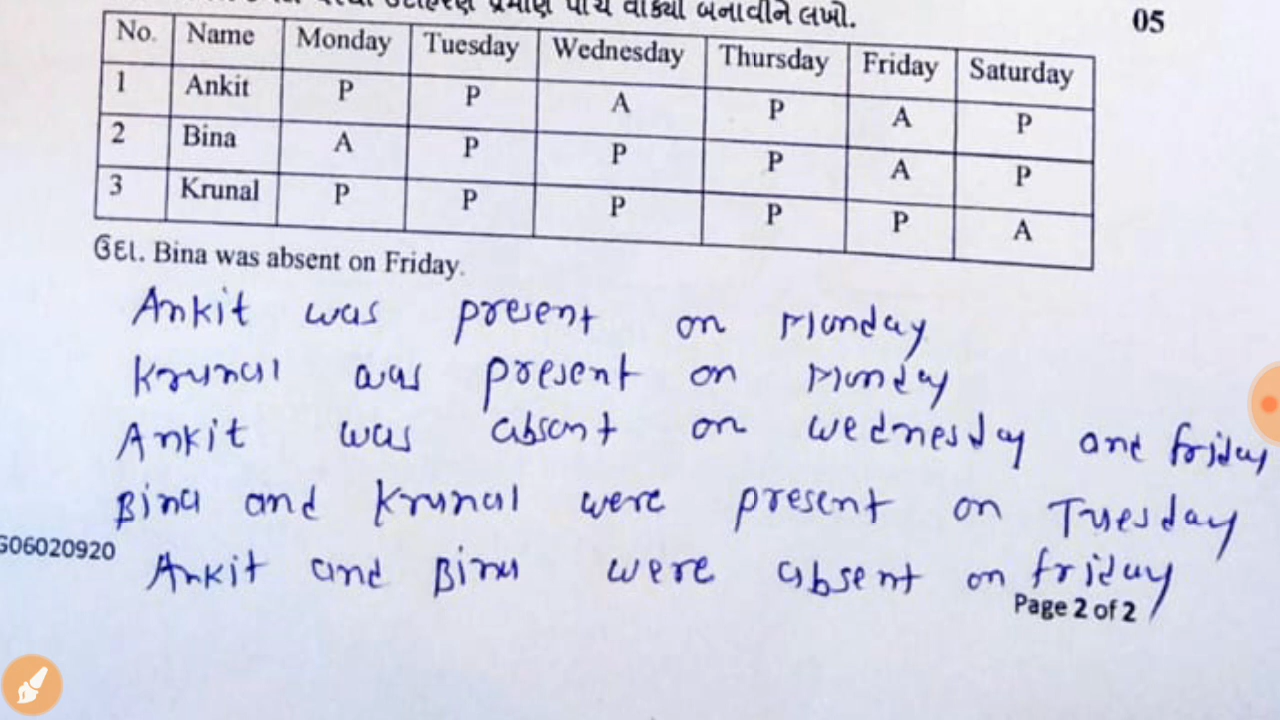 ઉદાહરણ પ્રમાણે પાંચ વાક્યો બનાવીને લખો. 05
No. Name Monday Tuesday Wednesday Thursday Friday Saturday
1 Ankit P P A P A P
2 Bina A P P P A P
3 Krunal P P P P P A
ઉદા. Bina was absent on Friday.
Ankit was present on Monday
Krunal was present on Monday
Ankit was absent on wednesday and friday
Bina and Krunal were present on Tuesday
G06020920
Ankit and Bina were absent on friday
Page 2 of 2